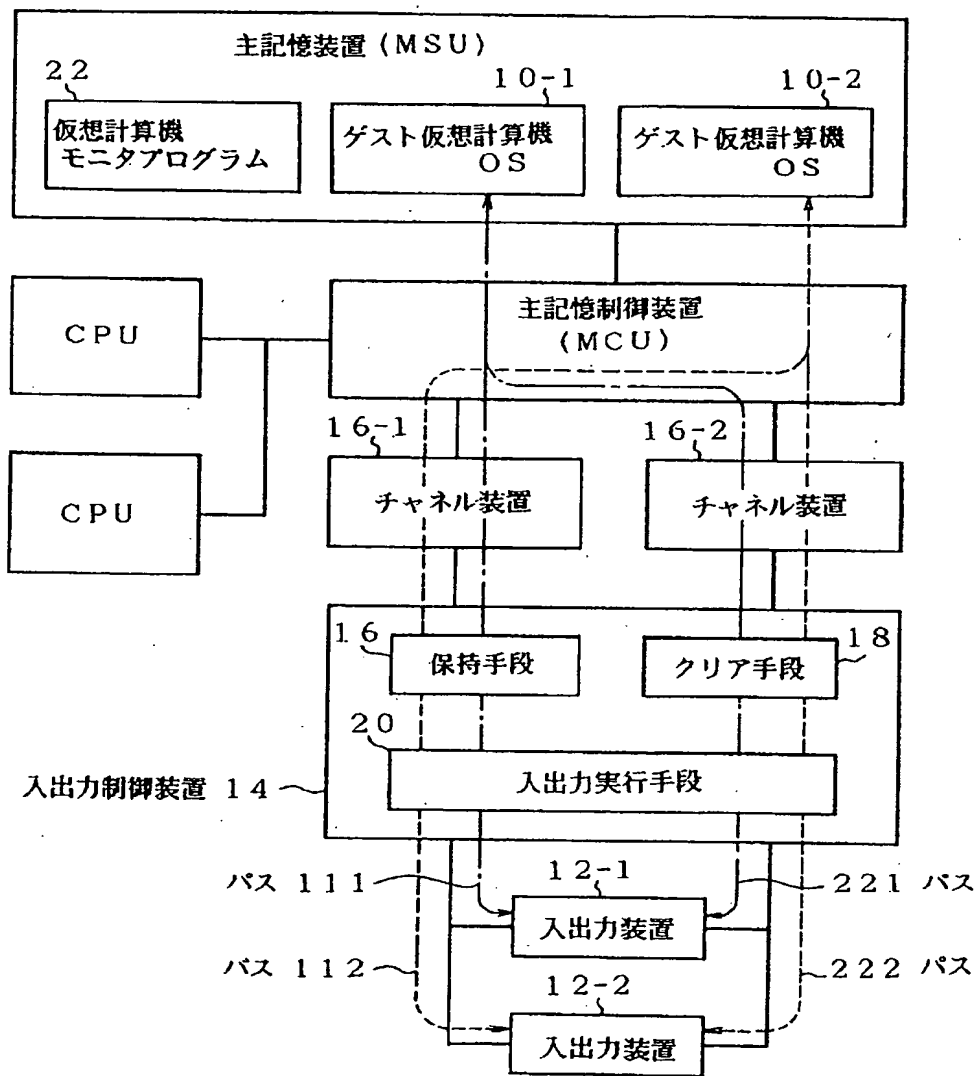 主記憶装置(MSU)
22
10-1
10-2
仮想計算機
モニタプログラム
ゲスト仮想計算機
OS
ゲスト仮想計算機
OS
CPU
主記憶制御装置
(MCU)
16-1
16-2
CPU
チャネル装置
チャネル装置
16
保持手段
クリア手段
18
20
入出力実行手段
入出力制御装置 14
パス 111
12-1
221 パス
入出力装置
パス 112
12-2
222 パス
入出力装置